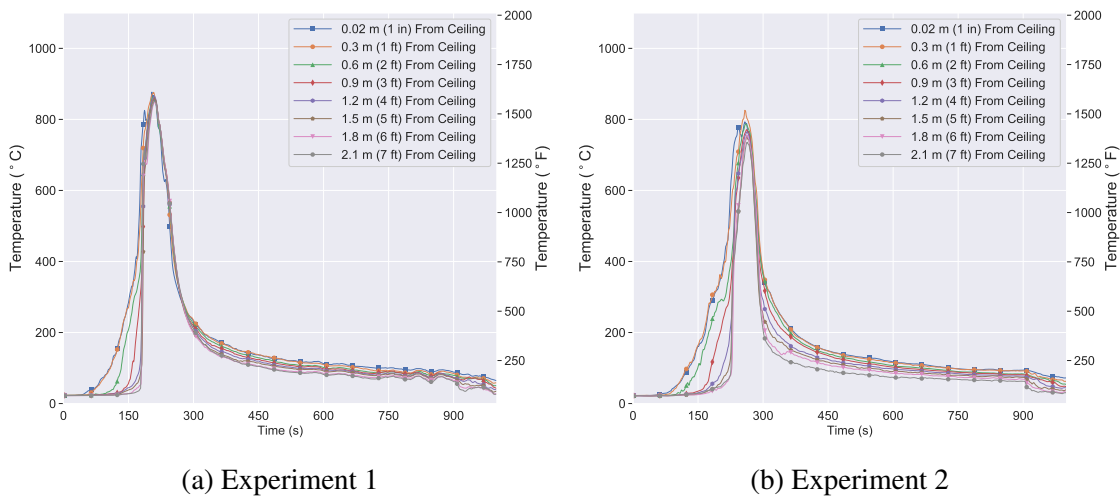 1000
800
600
400
200
0
Temperature (° C)
2000
1750
1500
1250
1000
750
500
250
Temperature (° F)
0 150 300 450 600 750 900
Time (s)
0.02 m (1 in) From Ceiling
0.3 m (1 ft) From Ceiling
0.6 m (2 ft) From Ceiling
0.9 m (3 ft) From Ceiling
1.2 m (4 ft) From Ceiling
1.5 m (5 ft) From Ceiling
1.8 m (6 ft) From Ceiling
2.1 m (7 ft) From Ceiling
(a) Experiment 1
1000
800
600
400
200
0
Temperature (° C)
2000
1750
1500
1250
1000
750
500
250
Temperature (° F)
0 150 300 450 600 750 900
Time (s)
0.02 m (1 in) From Ceiling
0.3 m (1 ft) From Ceiling
0.6 m (2 ft) From Ceiling
0.9 m (3 ft) From Ceiling
1.2 m (4 ft) From Ceiling
1.5 m (5 ft) From Ceiling
1.8 m (6 ft) From Ceiling
2.1 m (7 ft) From Ceiling
(b) Experiment 2